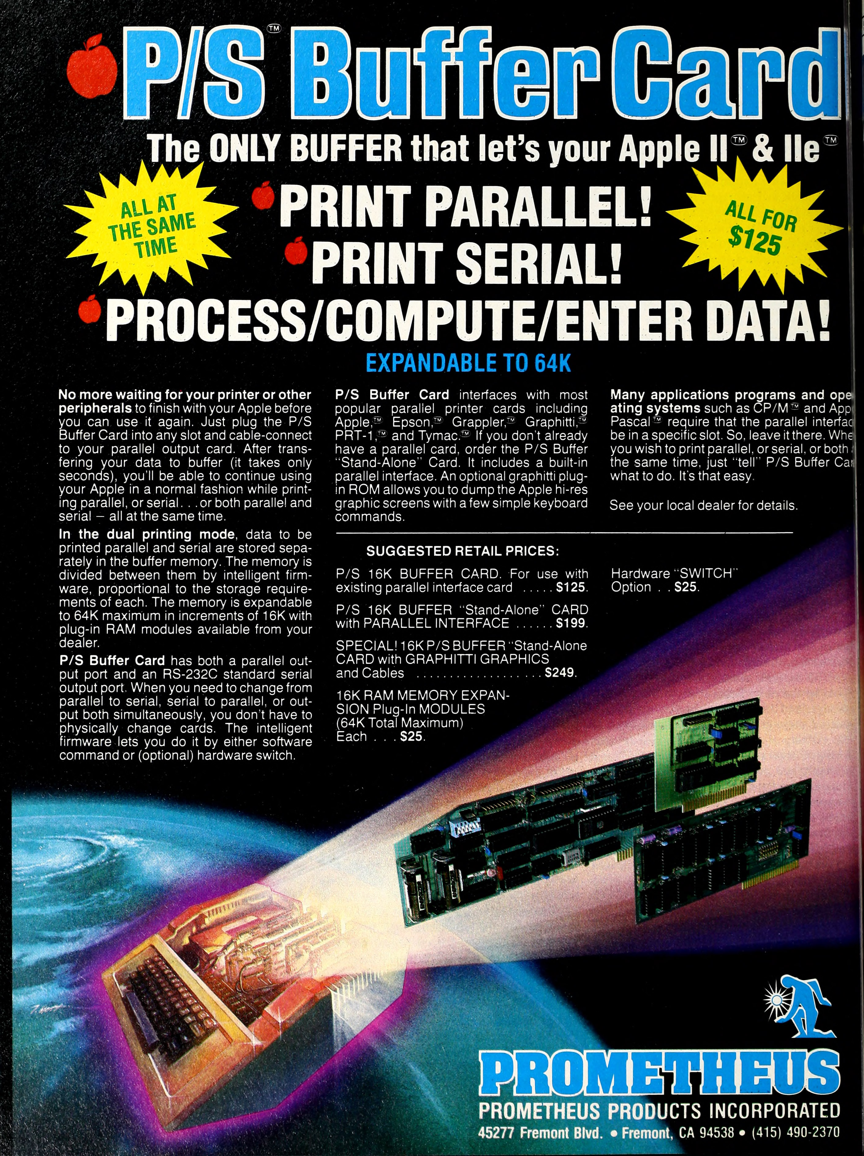 P/S™ Buffer Card
The ONLY BUFFER that let's your Apple II™ & IIe™
ALL AT
THE SAME
TIME
PRINT PARALLEL!
PRINT SERIAL!
ALL FOR
$125
PROCESS/COMPUTE/ENTER DATA!
EXPANDABLE TO 64K
No more waiting for your printer or other
peripherals to finish with your Apple before
you can use it again. Just plug the P/S
Buffer Card into any slot and cable-connect
to your parallel output card. After trans-
fering your data to buffer (it takes only
seconds), you'll be able to continue using
your Apple in a normal fashion while print-
ing parallel, or serial. . .or both parallel and
serial – all at the same time.
In the dual printing mode, data to be
printed parallel and serial are stored sepa-
rately in the buffer memory. The memory is
divided between them by intelligent firm-
ware, proportional to the storage require-
ments of each. The memory is expandable
to 64K maximum in increments of 16K with
plug-in RAM modules available from your
dealer.
P/S Buffer Card has both a parallel out-
put port and an RS-232C standard serial
output port. When you need to change from
parallel to serial, serial to parallel, or out-
put both simultaneously, you don't have to
physically change cards. The intelligent
firmware lets you do it by either software
command or (optional) hardware switch.
P/S Buffer Card interfaces with most
popular parallel printer cards including
Apple,™ Epson,™ Grappler,™ Graphitti,™
PRT-1,™ and Tymac.™ If you don't already
have a parallel card, order the P/S Buffer
"Stand-Alone" Card. It includes a built-in
parallel interface. An optional graphitti plug-
in ROM allows you to dump the Apple hi-res
graphic screens with a few simple keyboard
commands.
Many applications programs and ope
ating systems such as CP/M™ and App
Pascal™ require that the parallel interfac
be in a specific slot. So, leave it there. Whe
you wish to print parallel, or serial, or both
the same time, just "tell" P/S Buffer Car
what to do. It's that easy.
See your local dealer for details.
SUGGESTED RETAIL PRICES:
P/S 16K BUFFER CARD. For use with
existing parallel interface card . . . . . $125.
P/S 16K BUFFER "Stand-Alone" CARD
with PARALLEL INTERFACE . . . . . . $199.
SPECIAL! 16K P/S BUFFER "Stand-Alone
CARD with GRAPHITTI GRAPHICS
and Cables . . . . . . . . . . . . . . . . . . $249.
16K RAM MEMORY EXPAN-
SION Plug-In MODULES
(64K Total Maximum)
Each . . . $25.
Hardware "SWITCH"
Option . . $25.
PROMETHEUS
PROMETHEUS PRODUCTS INCORPORATED
45277 Fremont Blvd. • Fremont, CA 94538 • (415) 490-2370